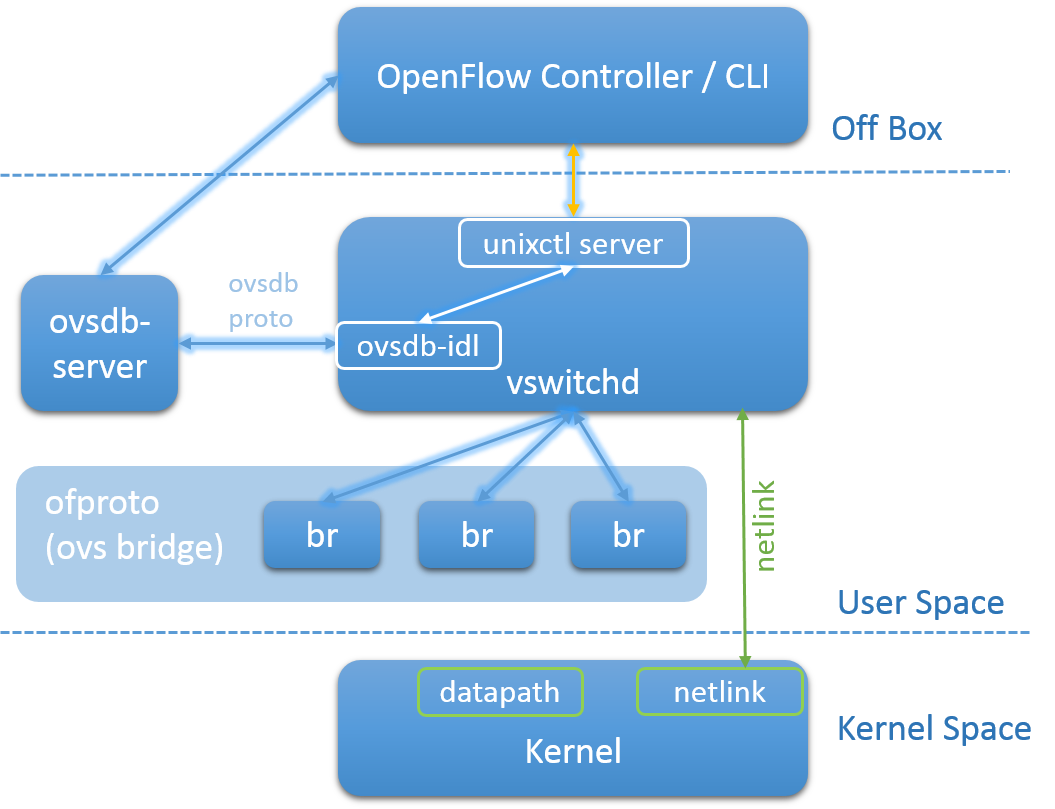 OpenFlow Controller / CLI
Off Box
unixctl server
ovsdb
proto
ovsdb-
server
ovsdb-idl
vswitchd
ofproto
(ovs bridge)
br
br
br
netlink
User Space
datapath
netlink
Kernel
Kernel Space